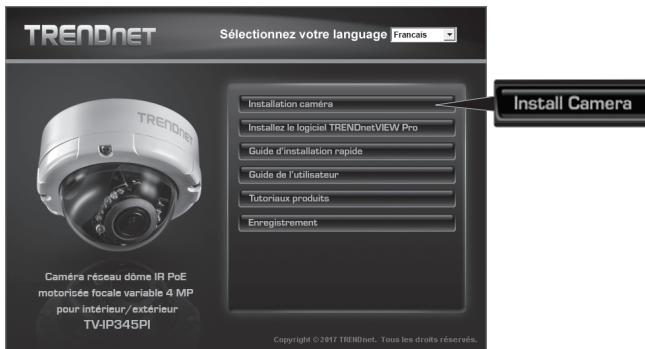 TRENDnet
Sélectionnez votre language Francais
Installation caméra
Install Camera
Installez le logiciel TRENDnetVIEW Pro
Guide d'installation rapide
Guide de l'utilisateur
Tutoriaux produits
Enregistrement
TRENDnet
Caméra réseau dôme IR PoE
motorisée focale variable 4 MP
pour intérieur/extérieur
TV-IP345PI
Copyright © 2017 TRENDnet. Tous les droits réservés.